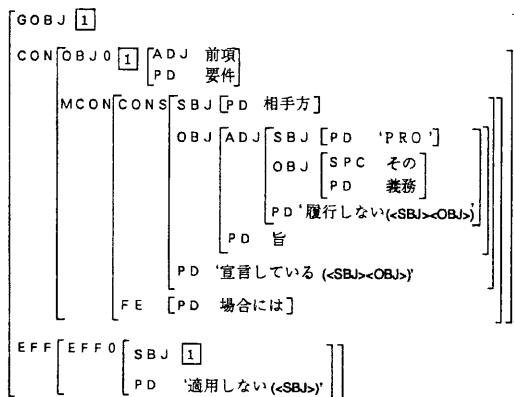 GOBJ 1
CON OBJ0 1 ADJ 前項
PD 要件
MCON CONS SBJ [PD 相手方]
OBJ ADJ SBJ [PD 'PRO']
OBJ SPC その
PD 義務
PD '履行しない(<SBJ><OBJ>)'
PD 旨
PD '宣言している (<SBJ><OBJ>)'
FE [PD 場合には]
EFF EFF0 SBJ 1
PD '適用しない(<SBJ>)'